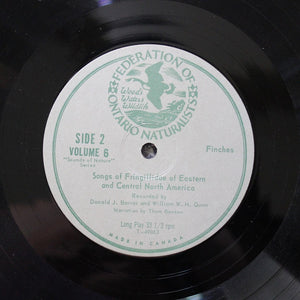 FEDERATION OF
ONTARIO NATURALISTS
Woods
Waters
Wildlife
SIDE 2
VOLUME 6
"Sounds of Nature"
Series
Finches
Songs of Fringillidae of Eastern
and Central North America
Recorded by
Donald J. Borror and William W. H. Gunn
Narration by Thom Benson
Long Play 33 1/3 rpm
MADE IN CANADA